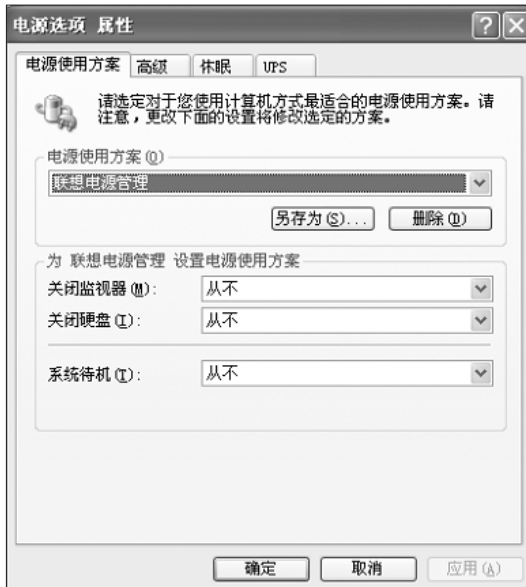 电源选项 属性
电源使用方案 高级 休眠 UPS
请选定对于您使用计算机方式最适合的电源使用方案。请
注意，更改下面的设置将修改选定的方案。
电源使用方案(O)
联想电源管理
另存为(S)... 删除(D)
为 联想电源管理 设置电源使用方案
关闭监视器(M): 从不
关闭硬盘(I): 从不
系统待机(T): 从不
确定 取消 应用(A)